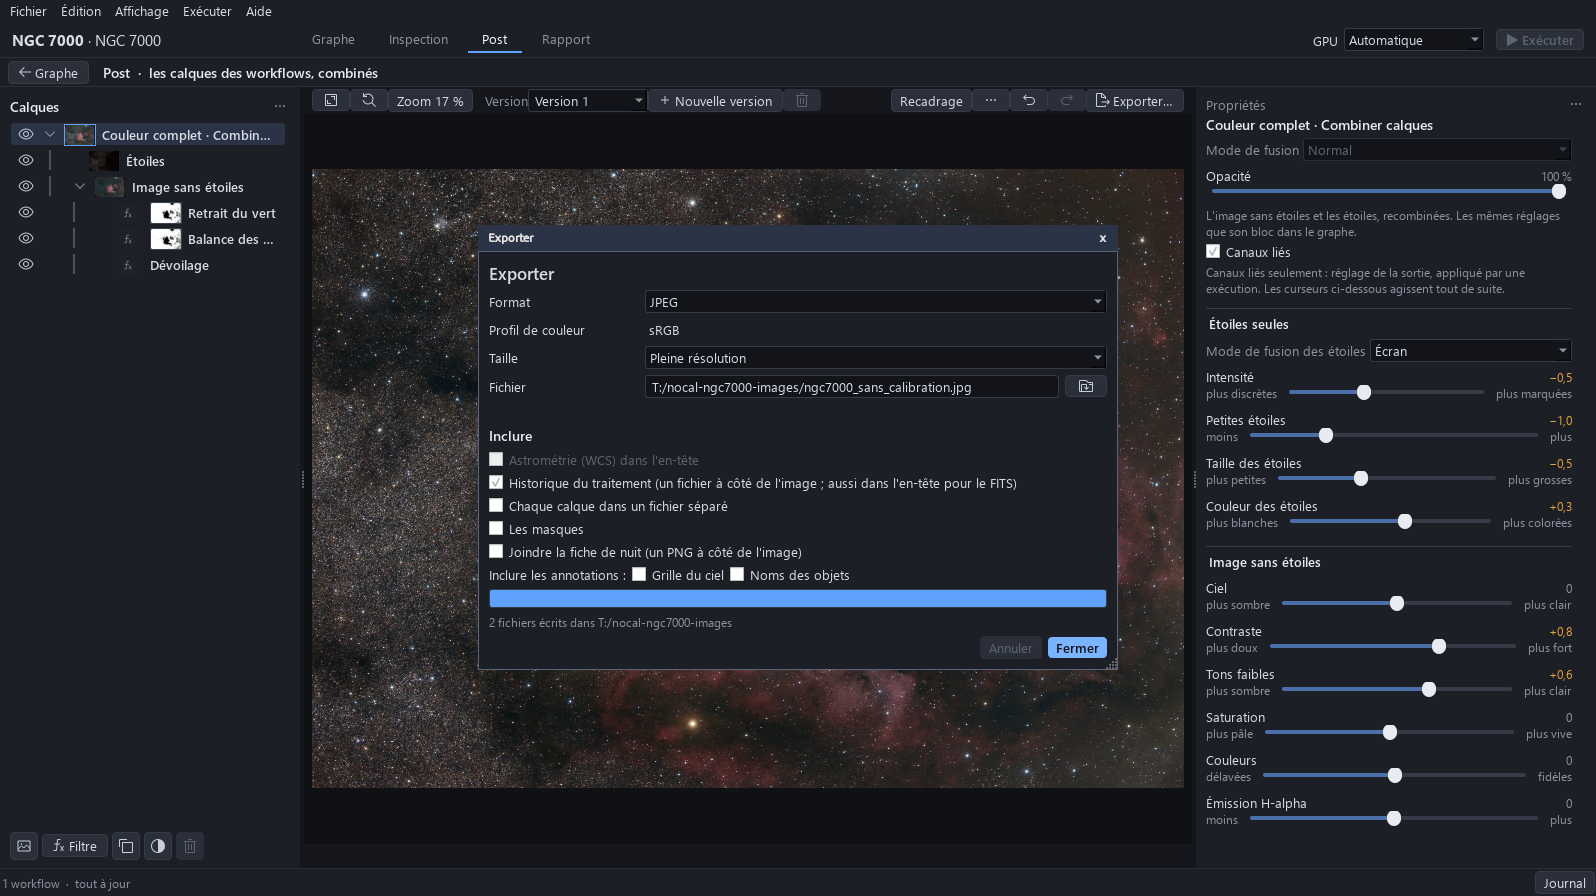 Fichier Édition Affichage Exécuter Aide
NGC 7000 · NGC 7000
Graphe Inspection Post Rapport
GPU Automatique Exécuter
Graphe Post · les calques des workflows, combinés
Calques ...
Couleur complet · Combin...
Étoiles
Image sans étoiles
fx Retrait du vert
fx Balance des ...
fx Dévoilage
fx Filtre
Zoom 17 % Version Version 1 + Nouvelle version Recadrage ... Exporter...
Exporter x
Exporter
Format JPEG
Profil de couleur sRGB
Taille Pleine résolution
Fichier T:/nocal-ngc7000-images/ngc7000_sans_calibration.jpg
Inclure
Astrométrie (WCS) dans l'en-tête
Historique du traitement (un fichier à côté de l'image ; aussi dans l'en-tête pour le FITS)
Chaque calque dans un fichier séparé
Les masques
Joindre la fiche de nuit (un PNG à côté de l'image)
Inclure les annotations : Grille du ciel Noms des objets
2 fichiers écrits dans T:/nocal-ngc7000-images
Annuler Fermer
Propriétés ...
Couleur complet · Combiner calques
Mode de fusion Normal
Opacité 100 %
L'image sans étoiles et les étoiles, recombinées. Les mêmes réglages
que son bloc dans le graphe.
Canaux liés
Canaux liés seulement : réglage de la sortie, appliqué par une
exécution. Les curseurs ci-dessous agissent tout de suite.
Étoiles seules
Mode de fusion des étoiles Écran
Intensité −0,5
plus discrètes plus marquées
Petites étoiles −1,0
moins plus
Taille des étoiles −0,5
plus petites plus grosses
Couleur des étoiles +0,3
plus blanches plus colorées
Image sans étoiles
Ciel 0
plus sombre plus clair
Contraste +0,8
plus doux plus fort
Tons faibles +0,6
plus sombre plus clair
Saturation 0
plus pâle plus vive
Couleurs 0
délavées fidèles
Émission H-alpha 0
moins plus
1 workflow · tout à jour
Journal